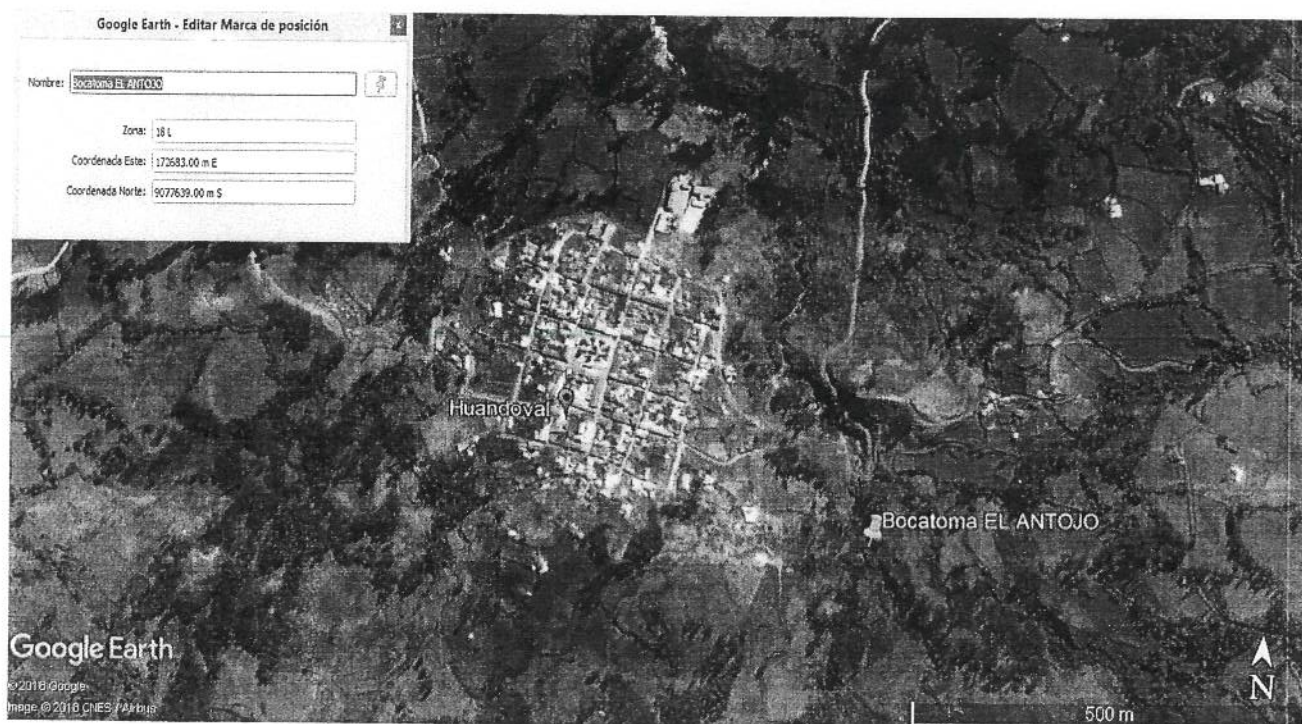 Google Earth - Editar Marca de posición
x
Nombre: Bocatoma EL ANTOJO
Zona: 18 L
Coordenada Este: 172683.00 m E
Coordenada Norte: 9077639.00 m S
Huandoval
Bocatoma EL ANTOJO
Google Earth
© 2018 Google
Image © 2018 CNES / Airbus
N
500 m